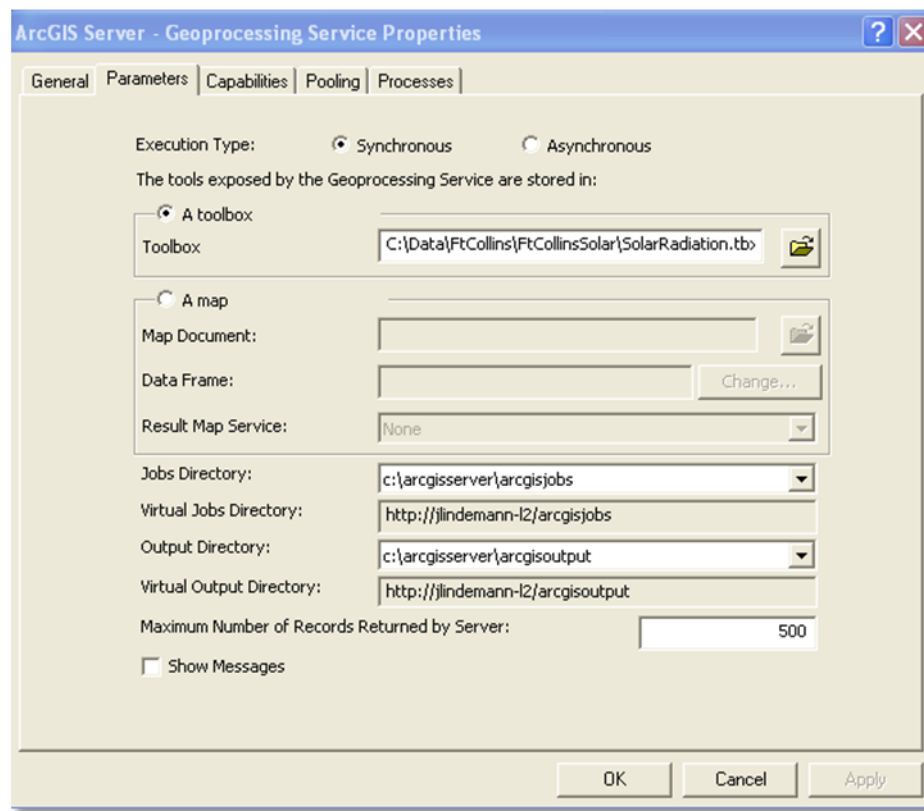 ArcGIS Server - Geoprocessing Service Properties
General Parameters Capabilities Pooling Processes
Execution Type: Synchronous Asynchronous
The tools exposed by the Geoprocessing Service are stored in:
A toolbox
Toolbox C:\Data\FtCollins\FtCollinsSolar\SolarRadiation.tbx
A map
Map Document:
Data Frame: Change...
Result Map Service: None
Jobs Directory: c:\arcgisserver\arcgisjobs
Virtual Jobs Directory: http://jlindemann-l2/arcgisjobs
Output Directory: c:\arcgisserver\arcgisoutput
Virtual Output Directory: http://jlindemann-l2/arcgisoutput
Maximum Number of Records Returned by Server: 500
Show Messages
OK Cancel Apply